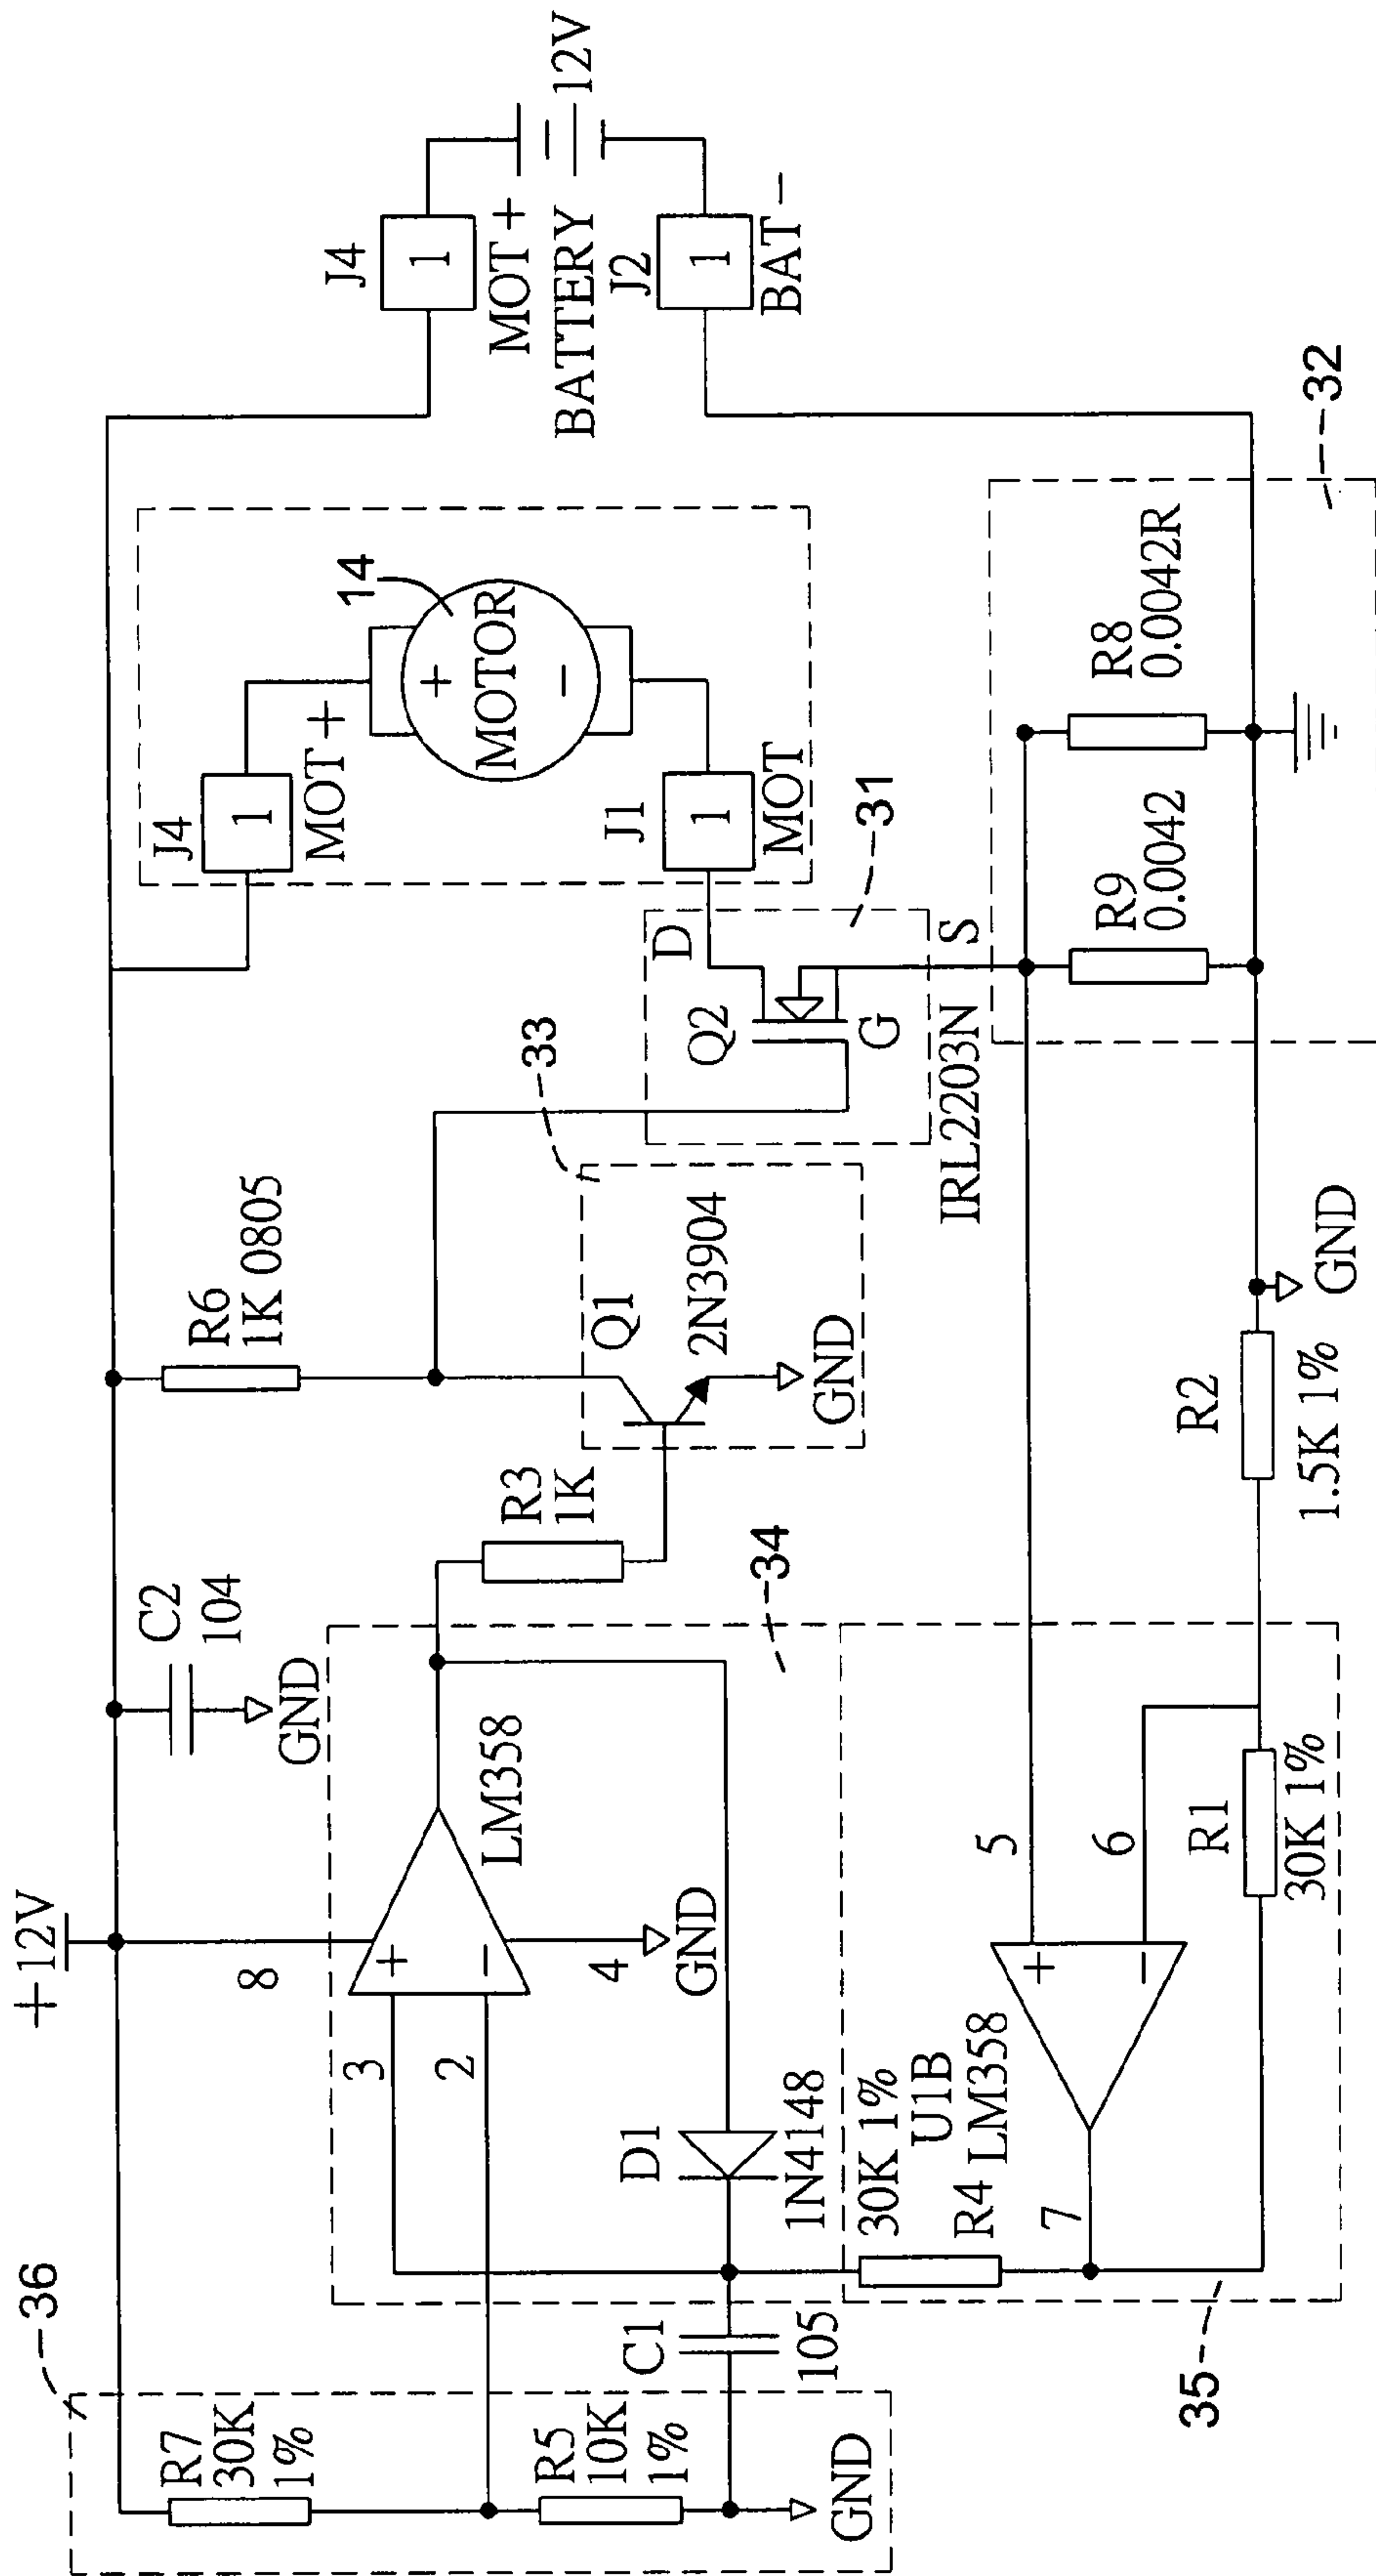 36
R7
30K
1%
R5
10K
1%
GND
C1
105
+12V
8
3
2
4
GND
LM358
D1
1N4148
30K 1%
U1B
R4
LM358
7
5
6
R1
30K 1%
35
34
C2
104
GND
R3
1K
R6
1K 0805
33
Q1
2N3904
GND
R2
1.5K 1%
GND
Q2
D
G
S
IRL2203N
31
J4
1
MOT +
14
+
MOTOR
−
J1
1
MOT
R9
0.0042
R8
0.0042R
32
J4
1
MOT +
BATTERY
12V
J2
1
BAT −